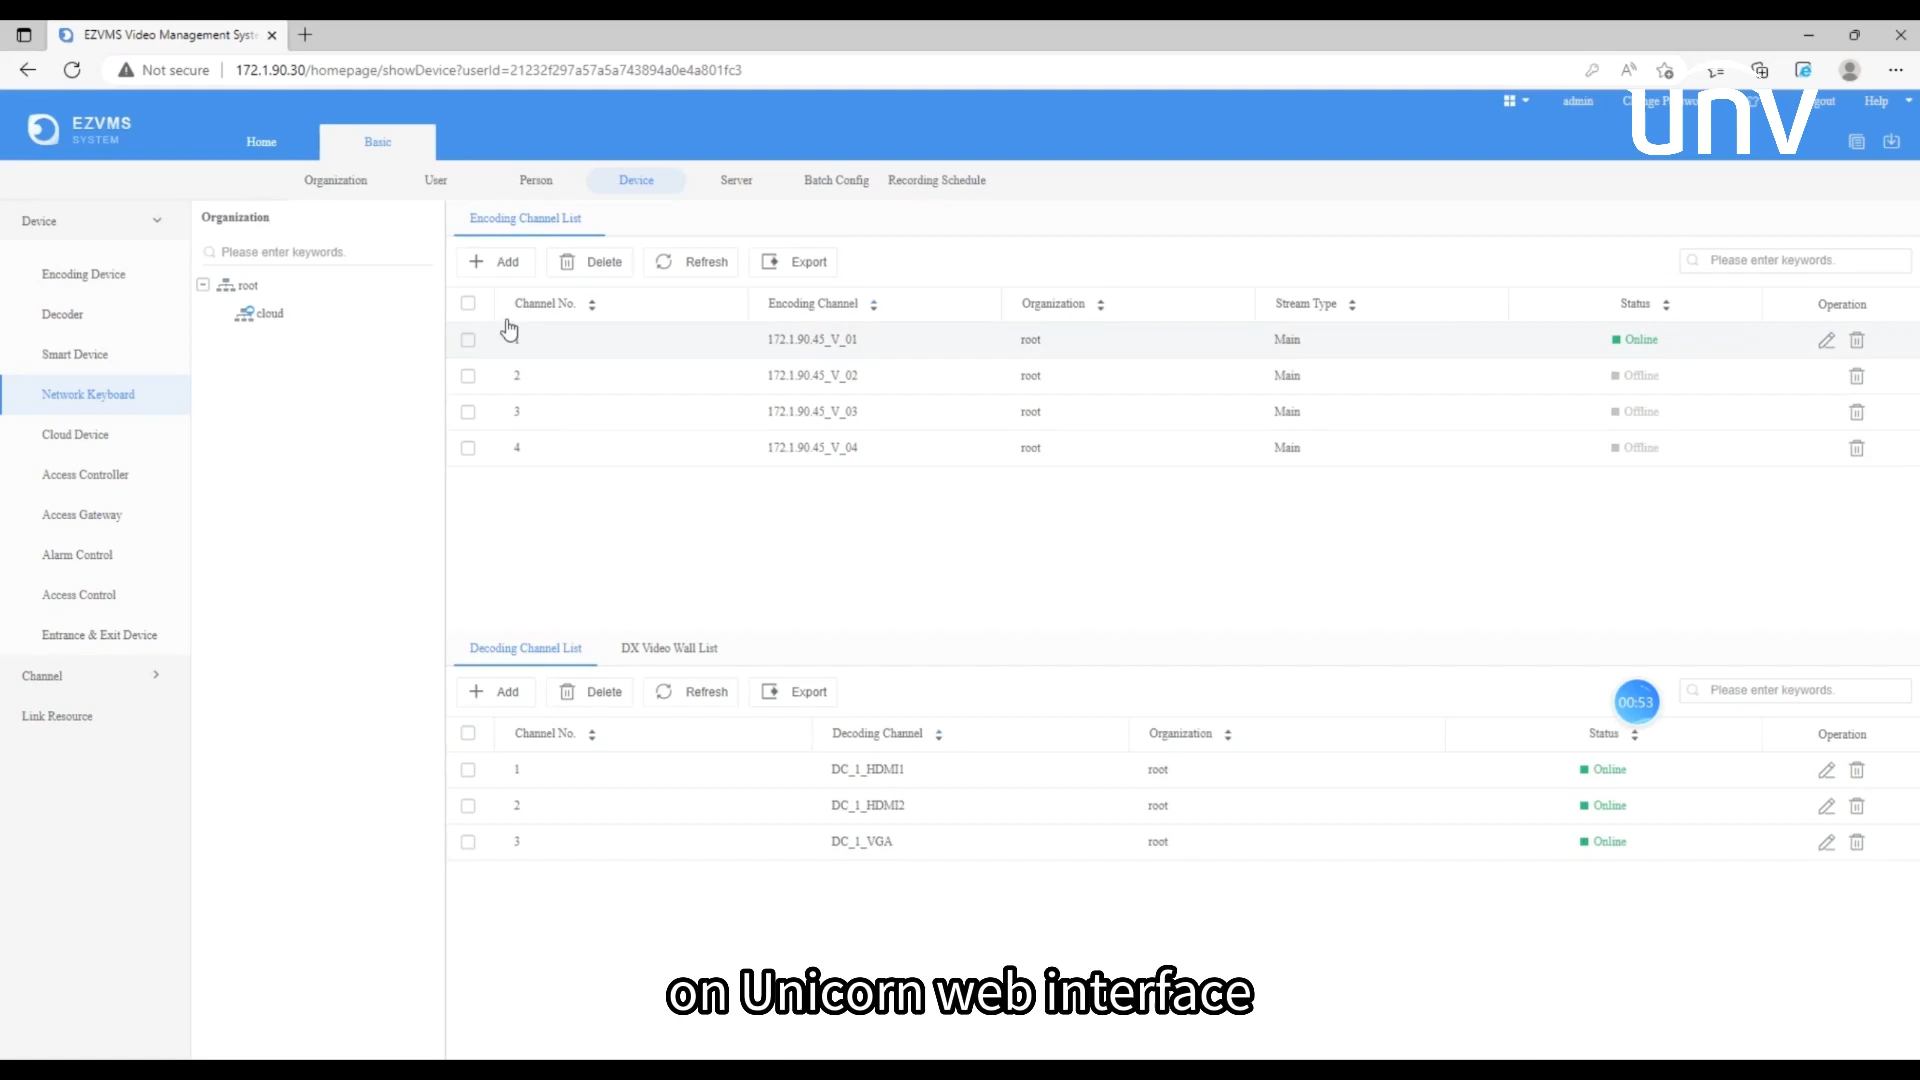 EZVMS Video Management Syst
Not secure
172.1.90.30/homepage/showDevice?userId=21232f297a57a5a743894a0e4a801fc3
unv
admin
Help
EZVMS
SYSTEM
Home
Basic
Organization
User
Person
Device
Server
Batch Config
Recording Schedule
Device
Encoding Device
Decoder
Smart Device
Network Keyboard
Cloud Device
Access Controller
Access Gateway
Alarm Control
Access Control
Entrance & Exit Device
Channel
Link Resource
Organization
Please enter keywords.
root
cloud
Encoding Channel List
Add Delete Refresh Export
Please enter keywords.
Channel No. Encoding Channel Organization Stream Type Status Operation
172.1.90.45_V_01 root Main Online
2 172.1.90.45_V_02 root Main Offline
3 172.1.90.45_V_03 root Main Offline
4 172.1.90.45_V_04 root Main Offline
Decoding Channel List DX Video Wall List
Add Delete Refresh Export
00:53
Please enter keywords.
Channel No. Decoding Channel Organization Status Operation
1 DC_1_HDMI1 root Online
2 DC_1_HDMI2 root Online
3 DC_1_VGA root Online
on Unicorn web interface